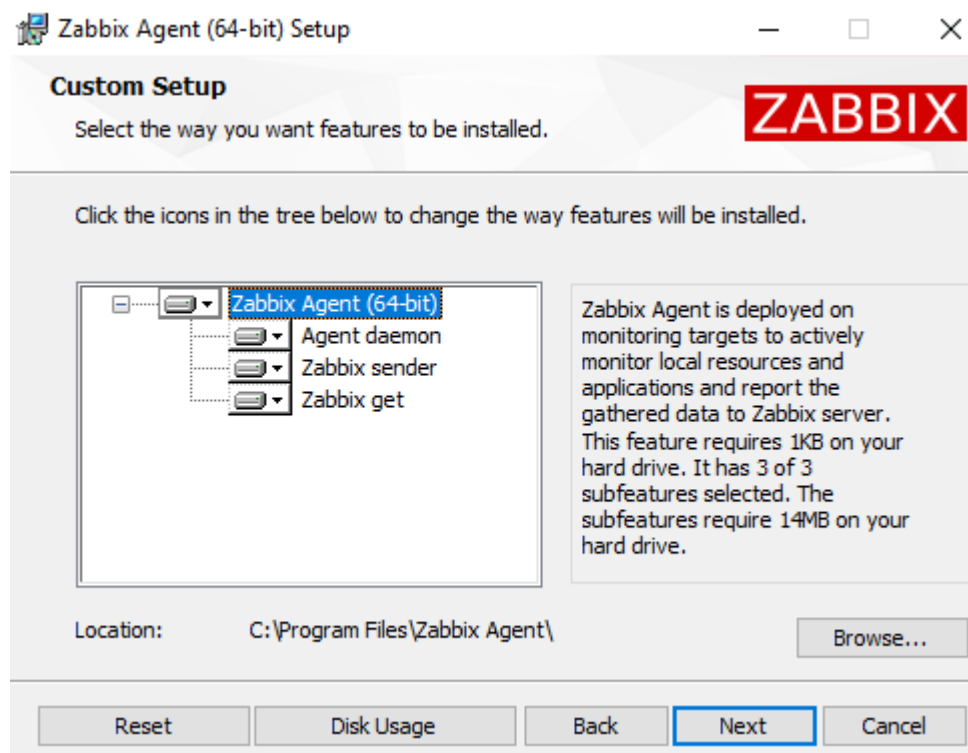 Zabbix Agent (64-bit) Setup
Custom Setup
Select the way you want features to be installed.
ZABBIX
Click the icons in the tree below to change the way features will be installed.
Zabbix Agent (64-bit)
Agent daemon
Zabbix sender
Zabbix get
Zabbix Agent is deployed on
monitoring targets to actively
monitor local resources and
applications and report the
gathered data to Zabbix server.
This feature requires 1KB on your
hard drive. It has 3 of 3
subfeatures selected. The
subfeatures require 14MB on your
hard drive.
Location: C:\Program Files\Zabbix Agent\
Browse...
Reset Disk Usage Back Next Cancel